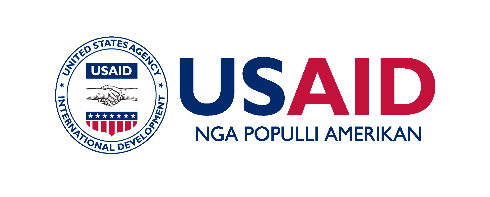 UNITED STATES AGENCY
USAID
INTERNATIONAL DEVELOPMENT
USAID
NGA POPULLI AMERIKAN